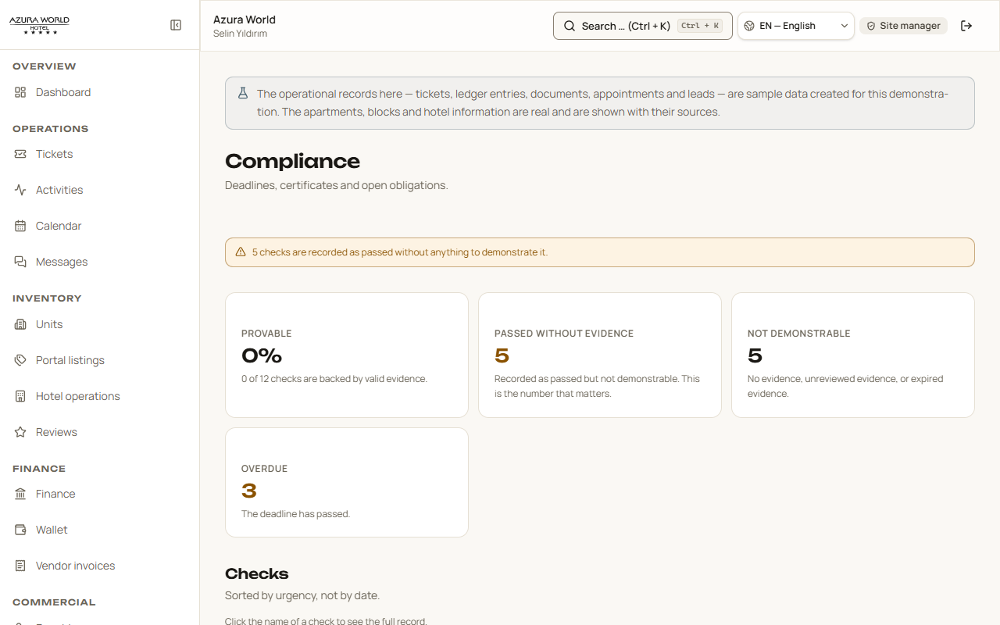 AZURA WORLD
HOTEL
OVERVIEW
Dashboard
OPERATIONS
Tickets
Activities
Calendar
Messages
INVENTORY
Units
Portal listings
Hotel operations
Reviews
FINANCE
Finance
Wallet
Vendor invoices
COMMERCIAL
Azura World
Selin Yıldırım
Search … (Ctrl + K) Ctrl + K
EN — English
Site manager
The operational records here — tickets, ledger entries, documents, appointments and leads — are sample data created for this demonstra-
tion. The apartments, blocks and hotel information are real and are shown with their sources.
Compliance
Deadlines, certificates and open obligations.
5 checks are recorded as passed without anything to demonstrate it.
PROVABLE
0%
0 of 12 checks are backed by valid evidence.
PASSED WITHOUT EVIDENCE
5
Recorded as passed but not demonstrable. This
is the number that matters.
NOT DEMONSTRABLE
5
No evidence, unreviewed evidence, or expired
evidence.
OVERDUE
3
The deadline has passed.
Checks
Sorted by urgency, not by date.
Click the name of a check to see the full record.